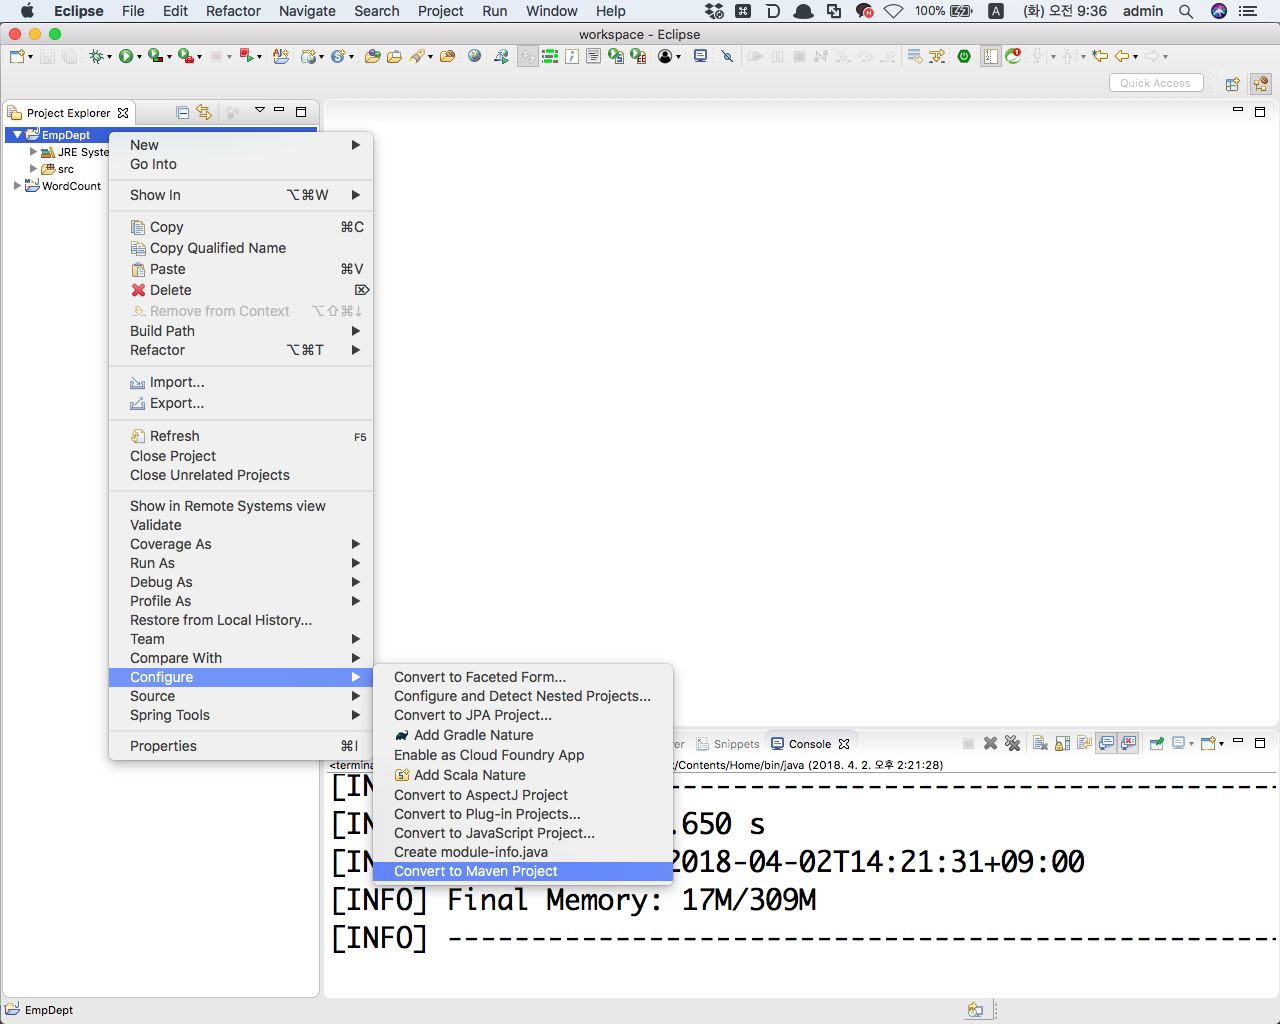 Eclipse File Edit Refactor Navigate Search Project Run Window Help 100% A (화) 오전 9:36 admin
workspace - Eclipse
Quick Access
Project Explorer
EmpDept
JRE Syste
src
WordCount
New
Go Into
Show In ⌥⌘W
Copy ⌘C
Copy Qualified Name
Paste ⌘V
Delete ⌦
Remove from Context ⌥⇧⌘↓
Build Path
Refactor ⌥⌘T
Import...
Export...
Refresh F5
Close Project
Close Unrelated Projects
Show in Remote Systems view
Validate
Coverage As
Run As
Debug As
Profile As
Restore from Local History...
Team
Compare With
Configure
Source
Spring Tools
Properties ⌘I
Convert to Faceted Form...
Configure and Detect Nested Projects...
Convert to JPA Project...
Add Gradle Nature
Enable as Cloud Foundry App
Add Scala Nature
Convert to AspectJ Project
Convert to Plug-in Projects...
Convert to JavaScript Project...
Create module-info.java
Convert to Maven Project
er Snippets Console
<termina t/Contents/Home/bin/java (2018. 4. 2. 오후 2:21:28)
[IN ------------------------------------
[IN .650 s
[IN 2018-04-02T14:21:31+09:00
[INFO] Final Memory: 17M/309M
[INFO] --------------------------------------------------
EmpDept